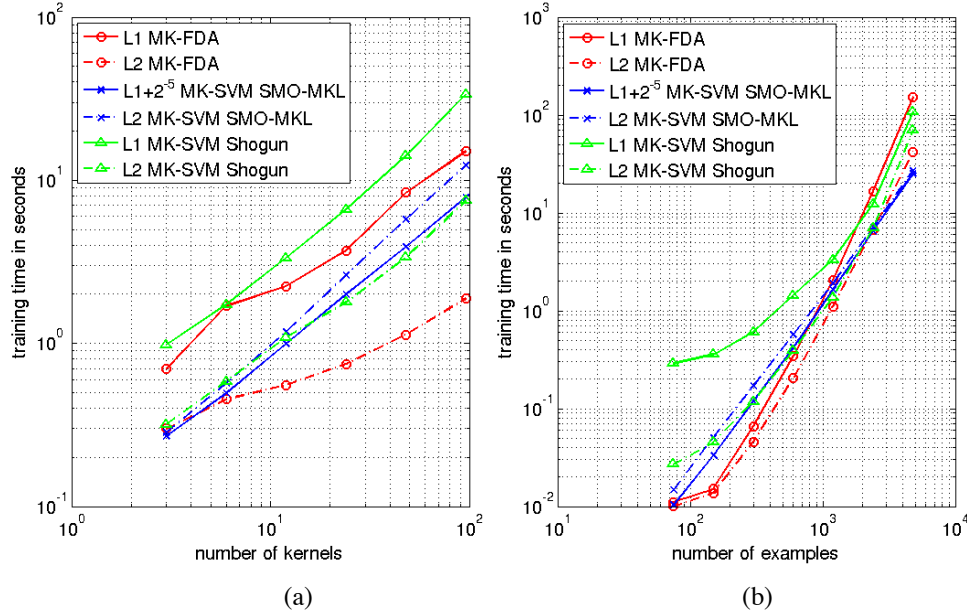 10^2
10^1
10^0
10^-1
training time in seconds
L1 MK-FDA
L2 MK-FDA
L1+2^-5 MK-SVM SMO-MKL
L2 MK-SVM SMO-MKL
L1 MK-SVM Shogun
L2 MK-SVM Shogun
10^0
10^1
10^2
number of kernels
(a)
10^3
10^2
10^1
10^0
10^-1
10^-2
training time in seconds
L1 MK-FDA
L2 MK-FDA
L1+2^-5 MK-SVM SMO-MKL
L2 MK-SVM SMO-MKL
L1 MK-SVM Shogun
L2 MK-SVM Shogun
10^1
10^2
10^3
10^4
number of examples
(b)